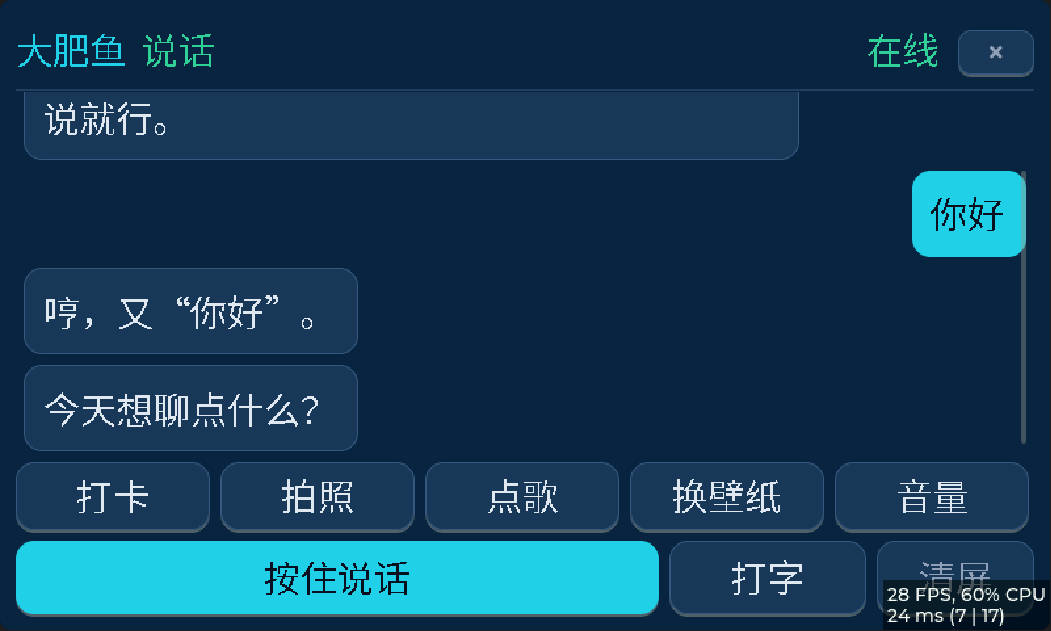 大肥鱼 说话 在线 ×
说就行。
你好
哼，又“你好”。
今天想聊点什么？
打卡 拍照 点歌 换壁纸 音量
按住说话 打字 清屏
28 FPS, 60% CPU
24 ms (7 | 17)